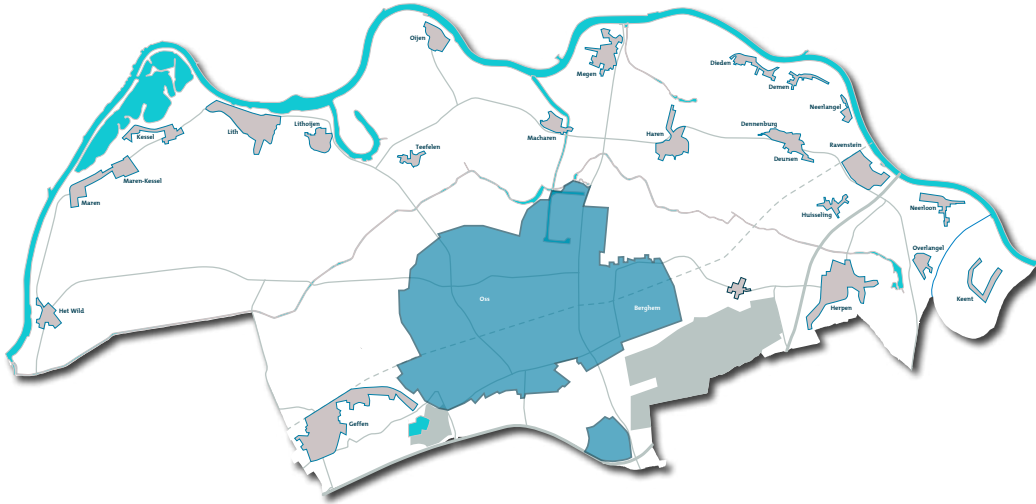 Oijen
Megen
Dieden
Demen
Neerlangel
Kessel
Lith
Lithoijen
Macharen
Haren
Dennenburg
Deursen
Ravenstein
Teefelen
Maren-Kessel
Maren
Huisseling
Neerloon
Overlangel
Keent
Het Wild
Oss
Berghem
Herpen
Geffen